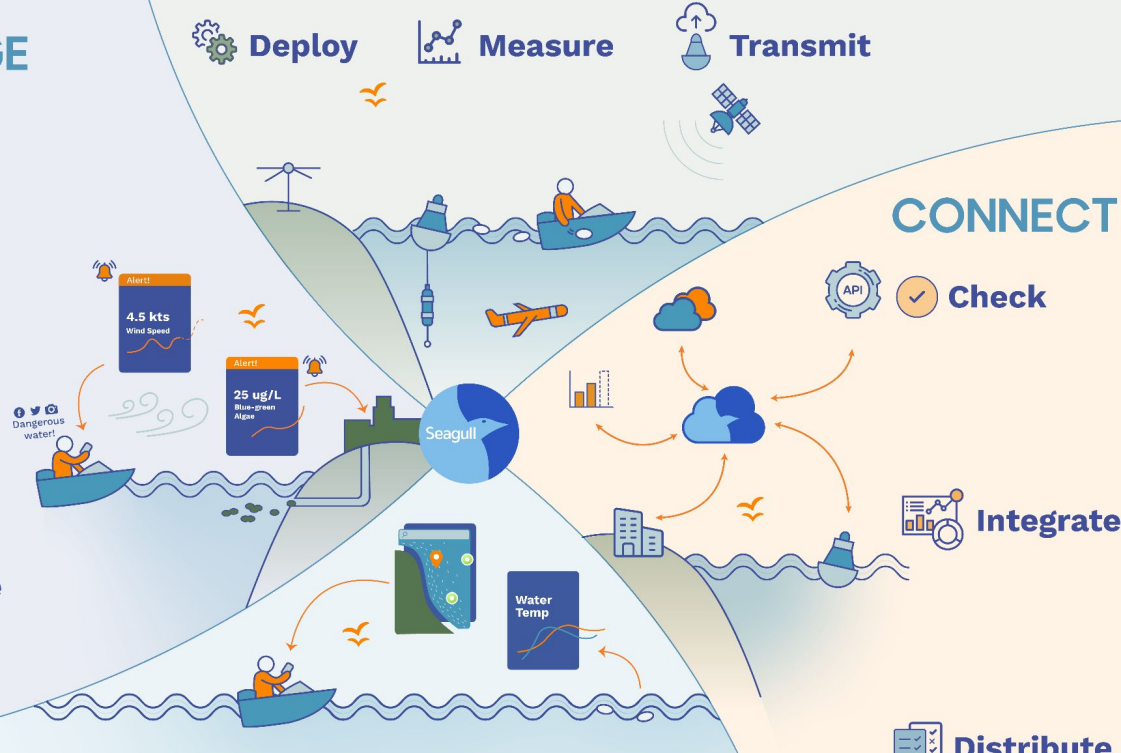 GE
Deploy
Measure
Transmit
CONNECT
API
Check
Alert!
4.5 kts
Wind Speed
Alert!
25 ug/L
Blue-green
Algae
Dangerous
water!
Seagull
Integrate
Water
Temp
Distribute